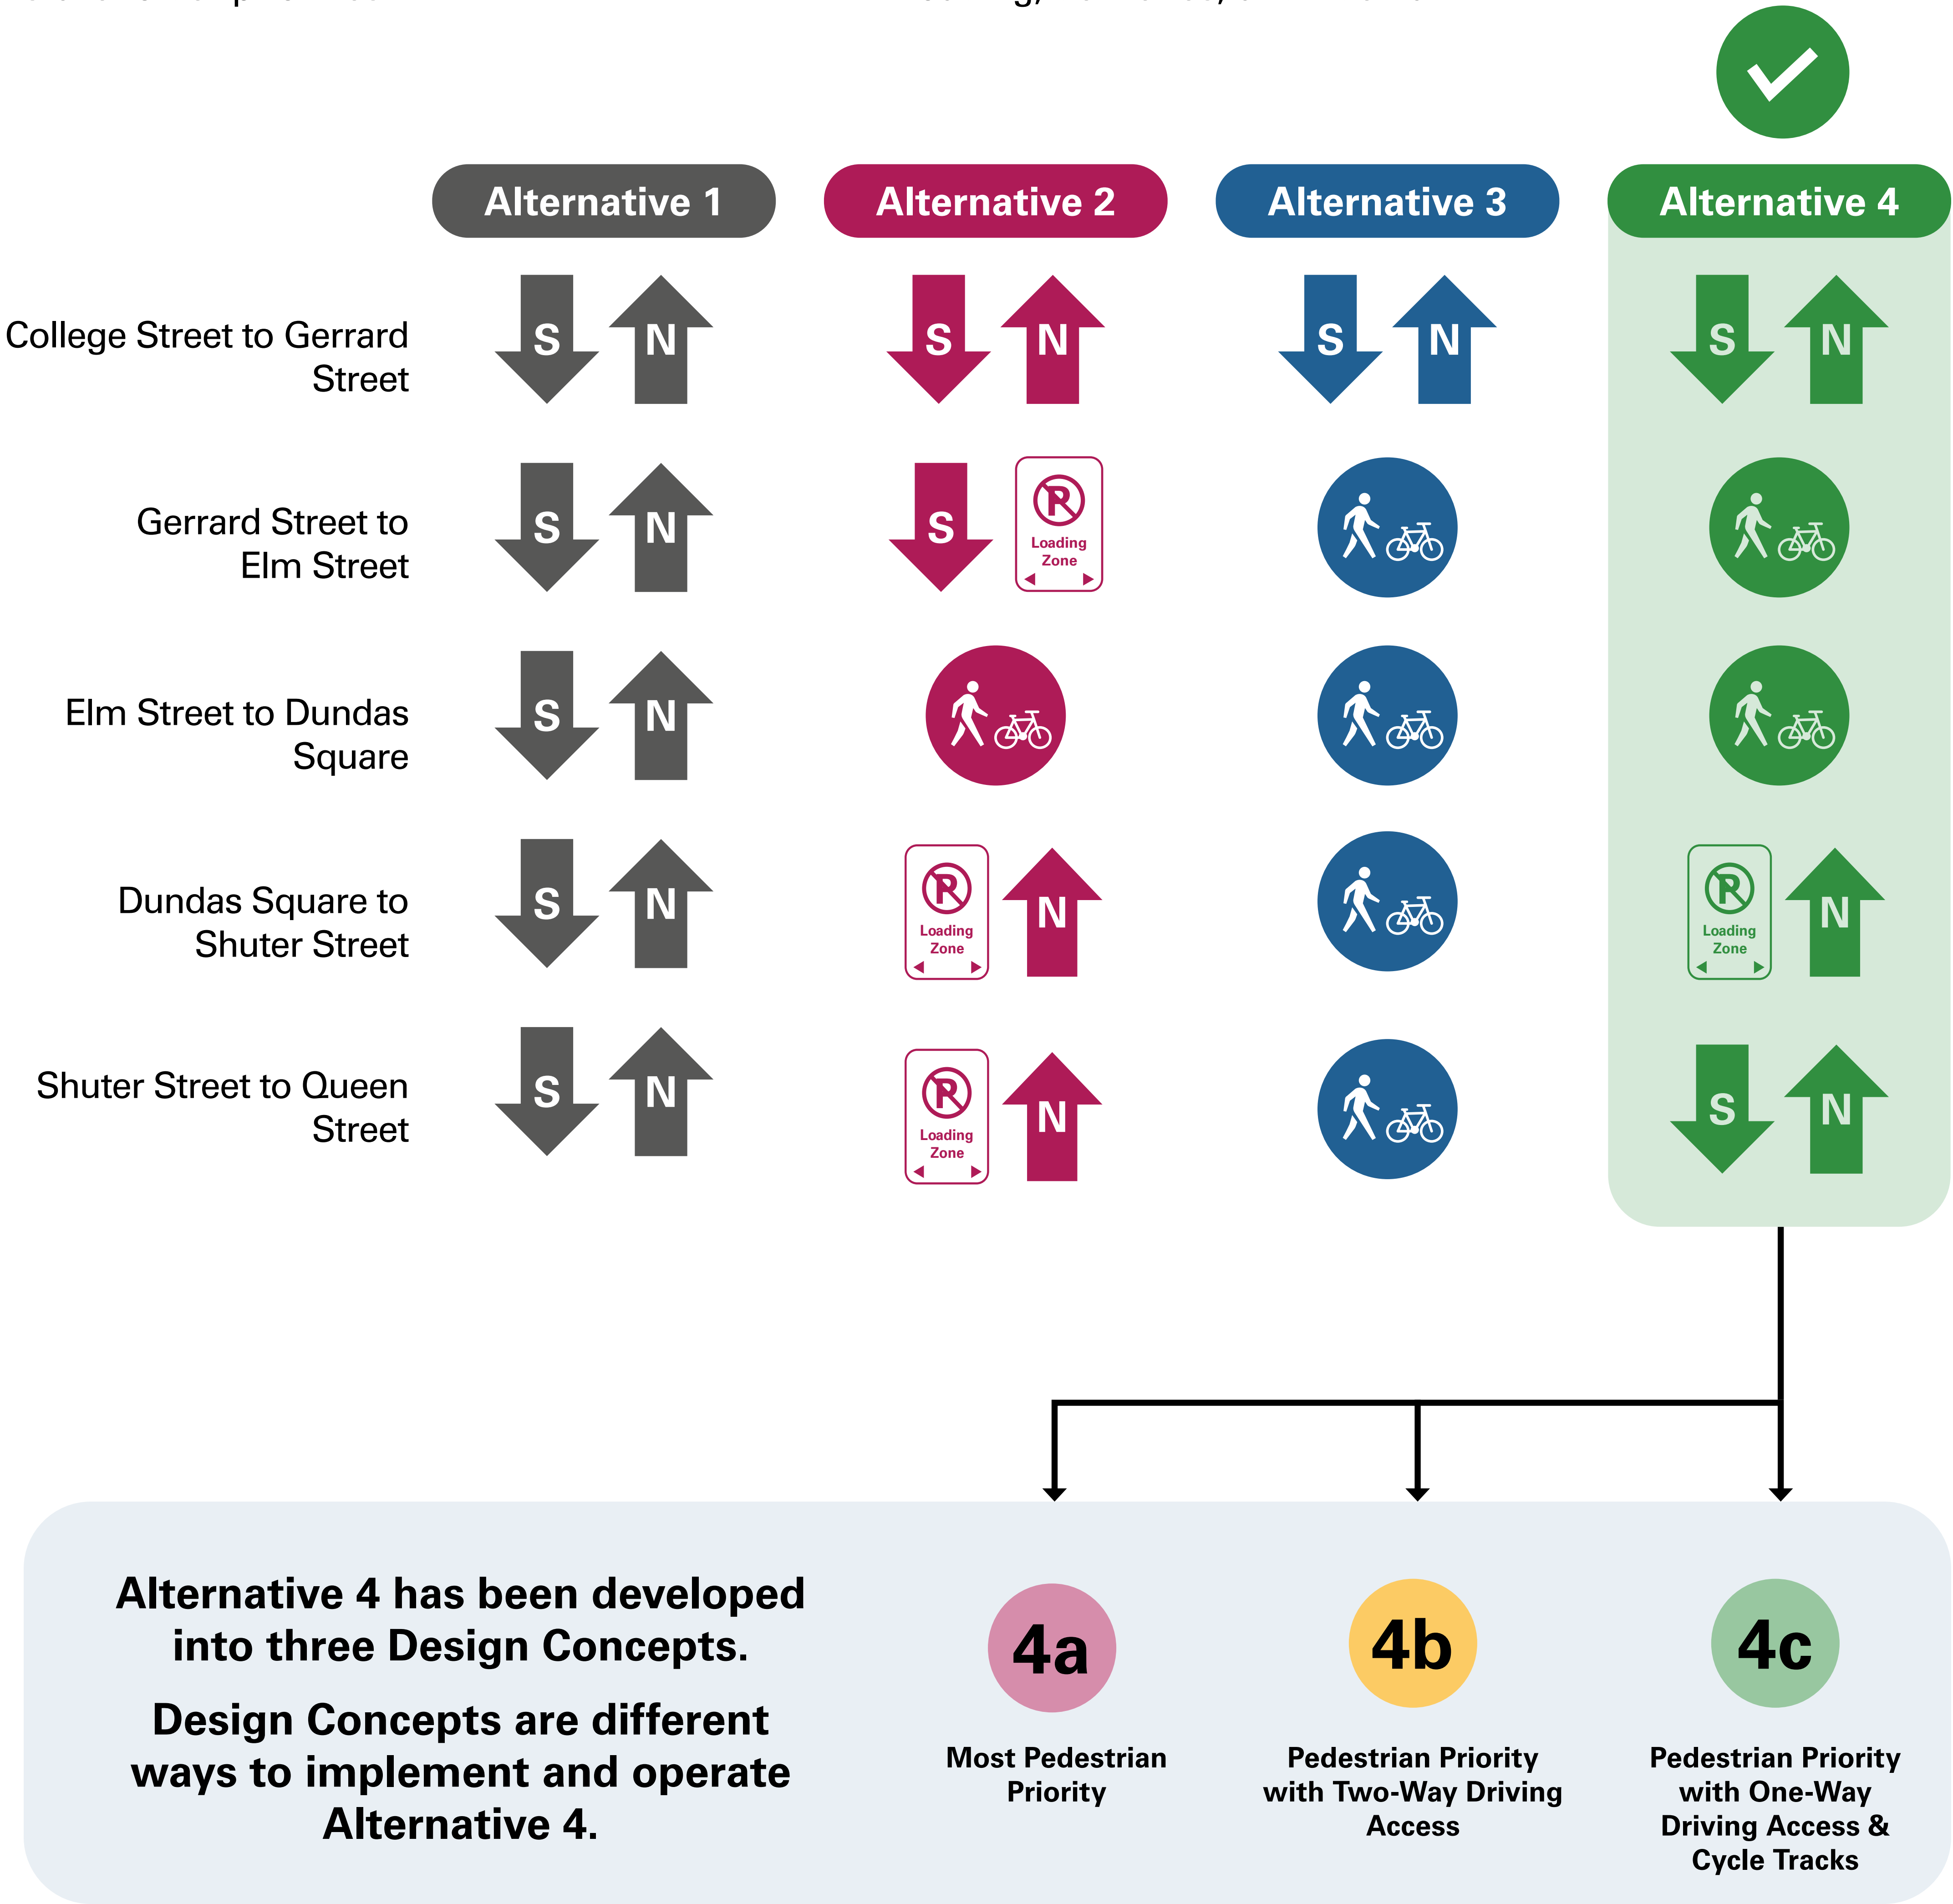 Alternative 1
Alternative 2
Alternative 3
Alternative 4
College Street to Gerrard
Street
S N
S N
S N
S N
Gerrard Street to
Elm Street
S N
S
P
Loading
Zone
Elm Street to Dundas
Square
S N
Dundas Square to
Shuter Street
S N
P
Loading
Zone
N
P
Loading
Zone
N
Shuter Street to Queen
Street
S N
P
Loading
Zone
N
S N
Alternative 4 has been developed
into three Design Concepts.
Design Concepts are different
ways to implement and operate
Alternative 4.
4a
Most Pedestrian
Priority
4b
Pedestrian Priority
with Two-Way Driving
Access
4c
Pedestrian Priority
with One-Way
Driving Access &
Cycle Tracks